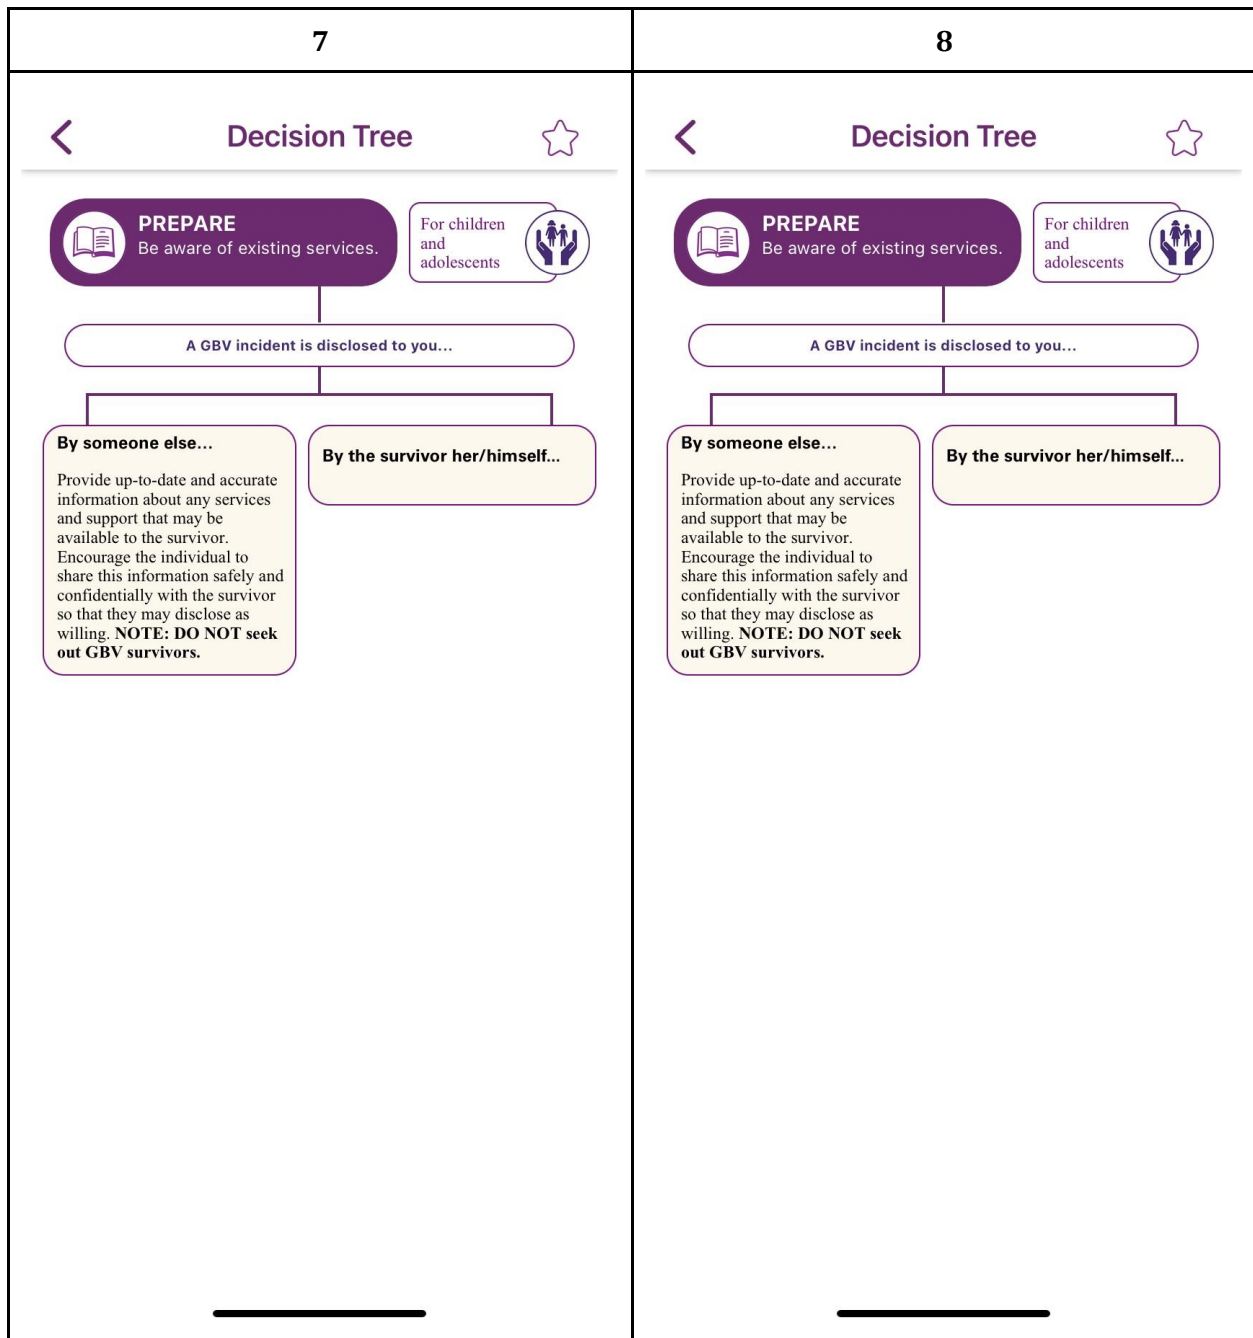 7
Decision Tree
PREPARE
Be aware of existing services.
For children
and
adolescents
A GBV incident is disclosed to you...
By someone else...
Provide up-to-date and accurate
information about any services
and support that may be
available to the survivor.
Encourage the individual to
share this information safely and
confidentially with the survivor
so that they may disclose as
willing. NOTE: DO NOT seek
out GBV survivors.
By the survivor her/himself...
8
Decision Tree
PREPARE
Be aware of existing services.
For children
and
adolescents
A GBV incident is disclosed to you...
By someone else...
Provide up-to-date and accurate
information about any services
and support that may be
available to the survivor.
Encourage the individual to
share this information safely and
confidentially with the survivor
so that they may disclose as
willing. NOTE: DO NOT seek
out GBV survivors.
By the survivor her/himself...